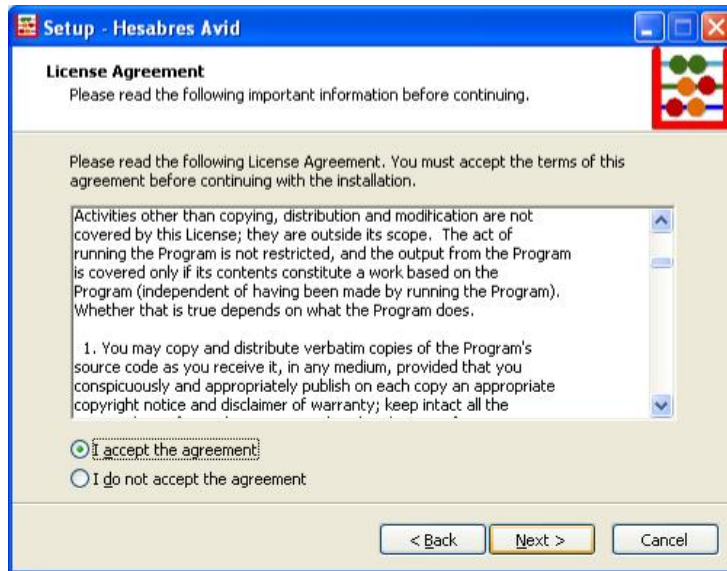 Setup - Hesabres Avid
License Agreement
Please read the following important information before continuing.
Please read the following License Agreement. You must accept the terms of this
agreement before continuing with the installation.
Activities other than copying, distribution and modification are not
covered by this License; they are outside its scope.  The act of
running the Program is not restricted, and the output from the Program
is covered only if its contents constitute a work based on the
Program (independent of having been made by running the Program).
Whether that is true depends on what the Program does.
1. You may copy and distribute verbatim copies of the Program's
source code as you receive it, in any medium, provided that you
conspicuously and appropriately publish on each copy an appropriate
copyright notice and disclaimer of warranty; keep intact all the
I accept the agreement
I do not accept the agreement
< Back Next > Cancel